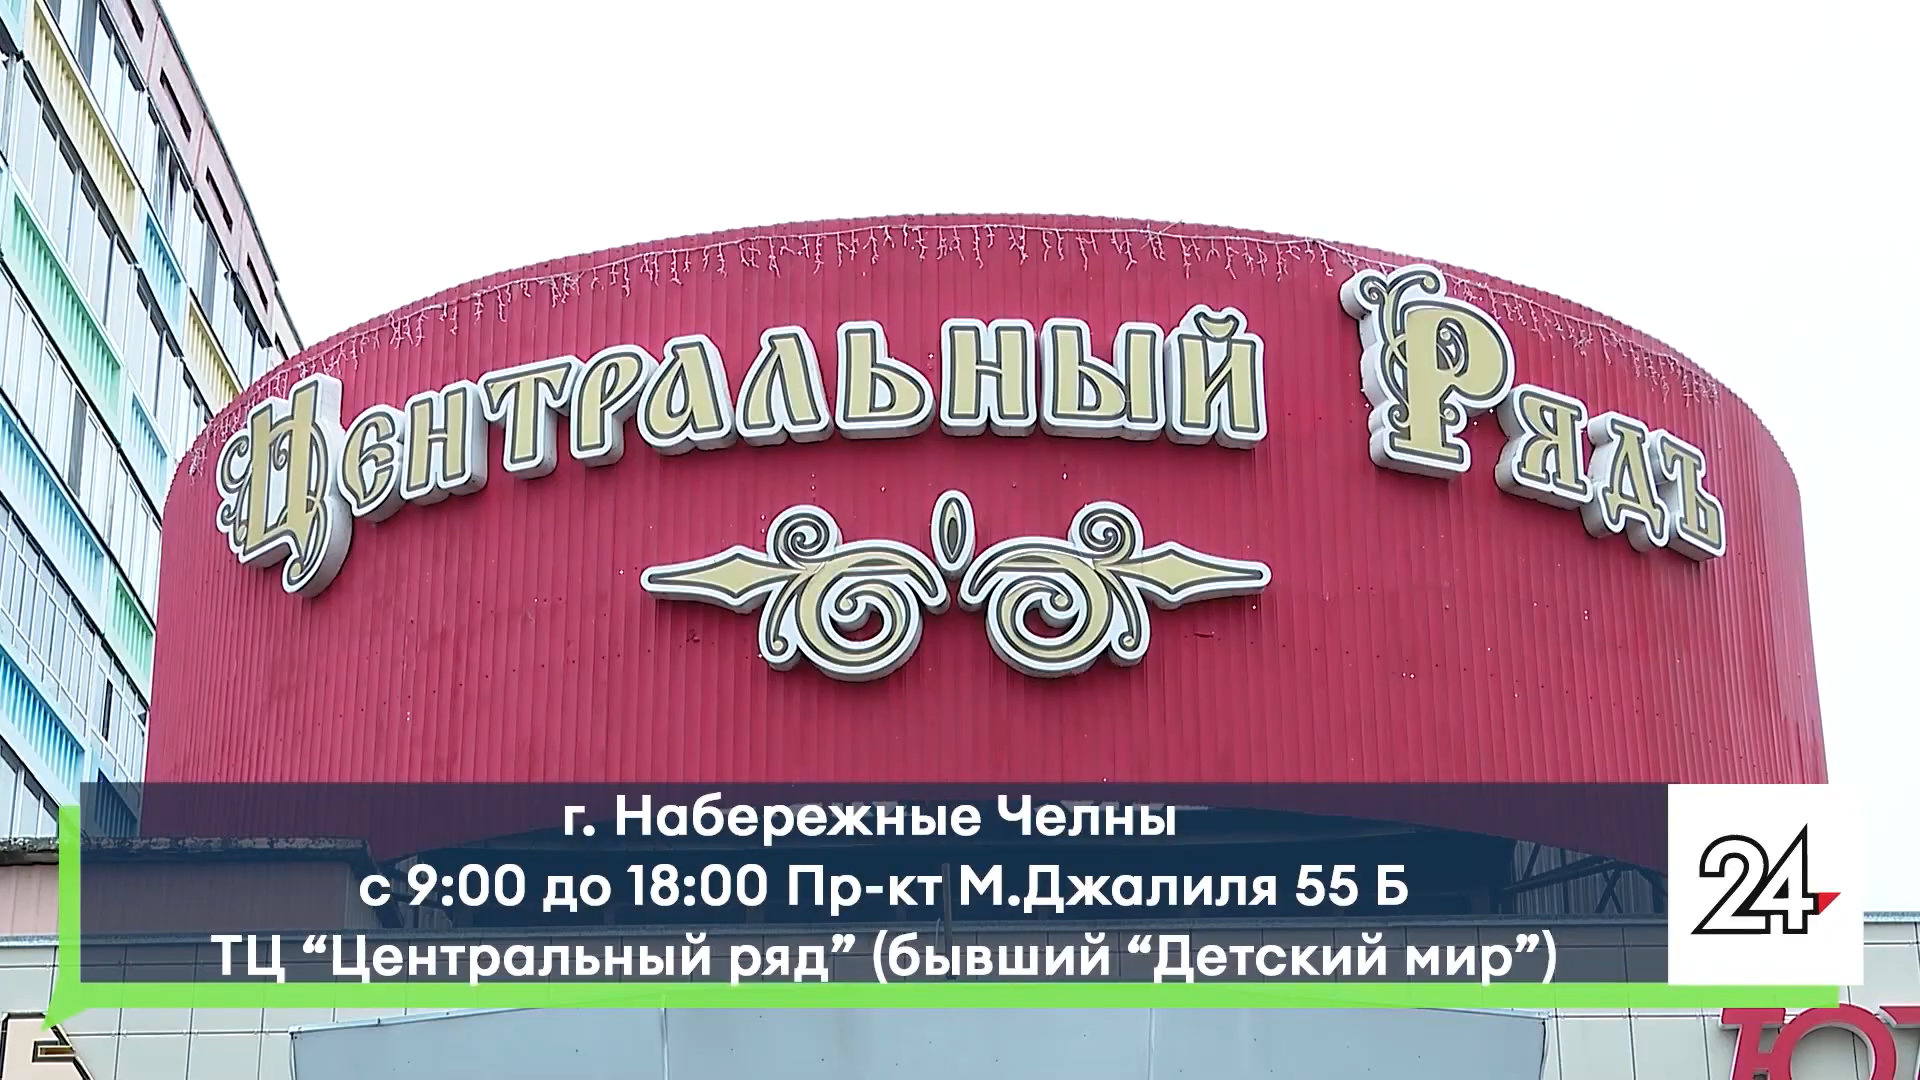 Центральный Рядъ
г. Набережные Челны
с 9:00 до 18:00 Пр-кт М.Джалиля 55 Б
ТЦ “Центральный ряд” (бывший “Детский мир”)
24